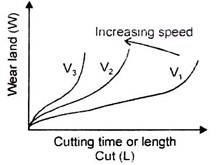 Wear land (W)
Increasing speed
V3
V2
V1
Cutting time or length
Cut (L)